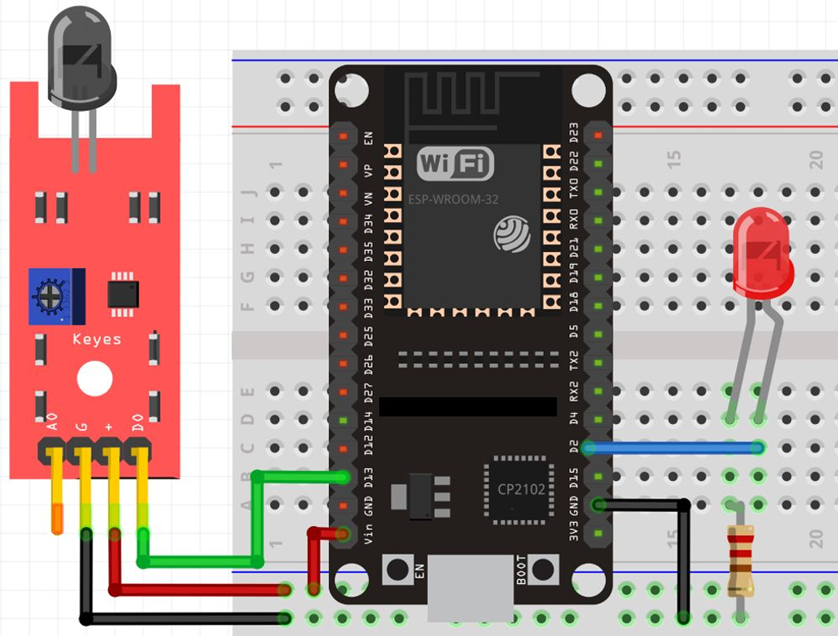 Keyes
AO
G
+
DO
1
J
I
H
G
F
E
D
C
B
A
1
EN
VP
VN
D34
D35
D32
D33
D25
D26
D27
D14
D12
D13
GND
Vin
WiFi
ESP-WROOM-32
CP2102
EN
BOOT
D23
D22
TX0
RX0
D21
D19
D18
D5
TX2
RX2
D4
D2
D15
GND
3V3
15
20
15
20